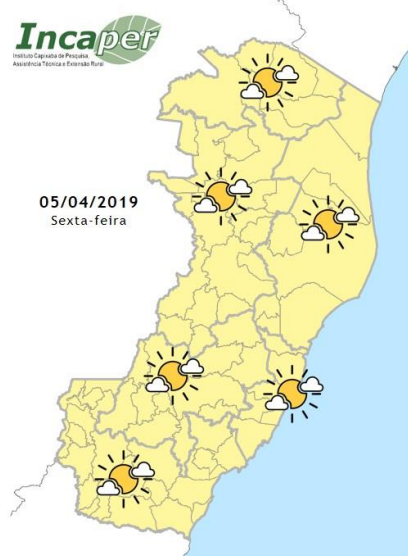 Incaper
Instituto Capixaba de Pesquisa,
Assistência Técnica e Extensão Rural
05/04/2019
Sexta-feira